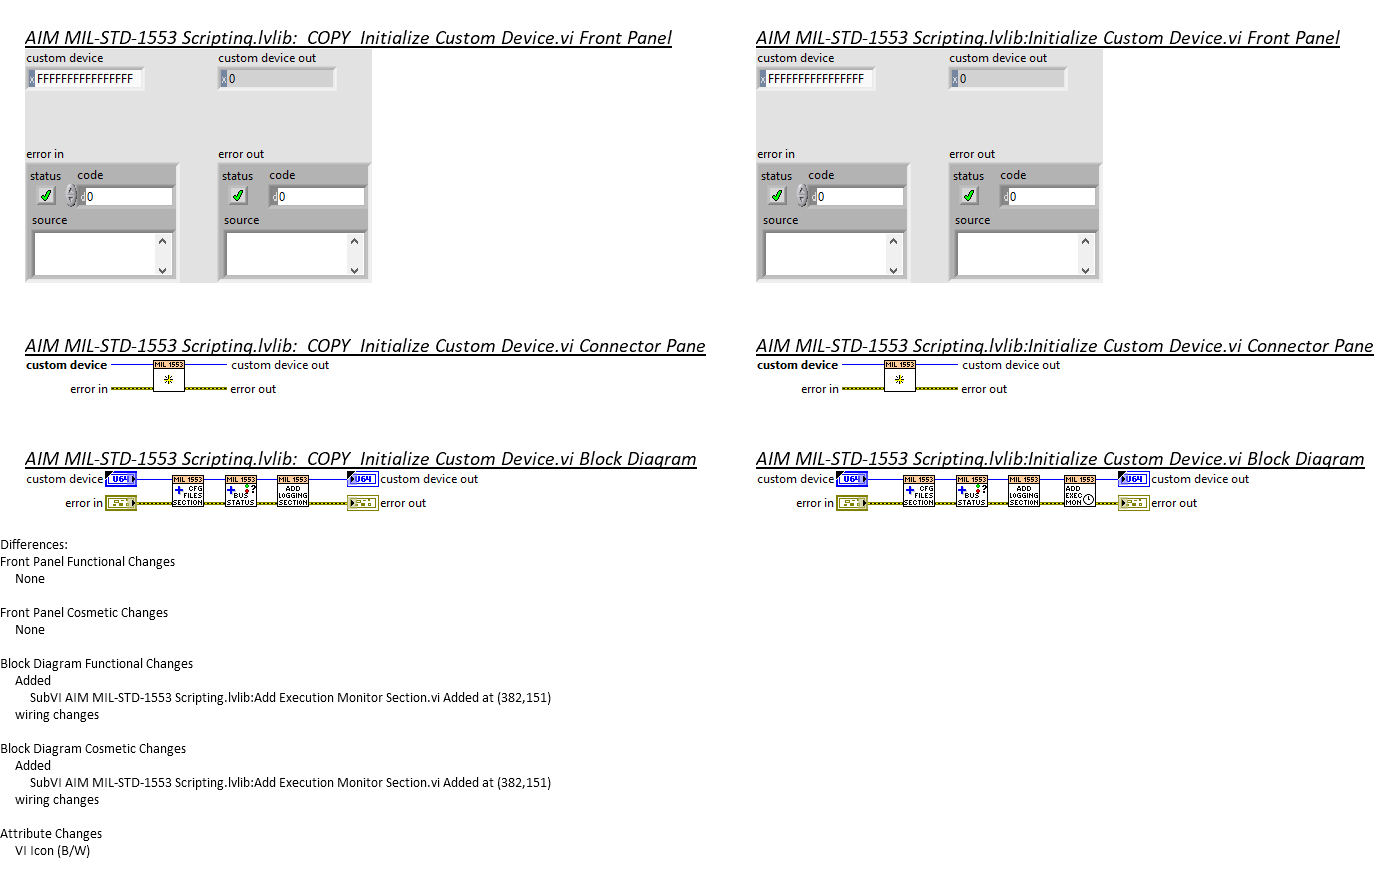 AIM MIL-STD-1553 Scripting.lvlib:  COPY  Initialize Custom Device.vi Front Panel
custom device
custom device out
x FFFFFFFFFFFFFFFF
x 0
error in
error out
status
code
status
code
d 0
d 0
source
source
AIM MIL-STD-1553 Scripting.lvlib:Initialize Custom Device.vi Front Panel
custom device
custom device out
x FFFFFFFFFFFFFFFF
x 0
error in
error out
status
code
status
code
d 0
d 0
source
source
AIM MIL-STD-1553 Scripting.lvlib:  COPY  Initialize Custom Device.vi Connector Pane
custom device
MIL 1553
custom device out
error in
error out
AIM MIL-STD-1553 Scripting.lvlib:Initialize Custom Device.vi Connector Pane
custom device
MIL 1553
custom device out
error in
error out
AIM MIL-STD-1553 Scripting.lvlib:  COPY  Initialize Custom Device.vi Block Diagram
custom device
U64
MIL 1553
CFG
FILES
SECTION
MIL 1553
?
BUS
STATUS
MIL 1553
ADD
LOGGING
SECTION
U64
custom device out
error in
error out
AIM MIL-STD-1553 Scripting.lvlib:Initialize Custom Device.vi Block Diagram
custom device
U64
MIL 1553
CFG
FILES
SECTION
MIL 1553
?
BUS
STATUS
MIL 1553
ADD
LOGGING
SECTION
MIL 1553
ADD
EXEC
MON
U64
custom device out
error in
error out
Differences:
Front Panel Functional Changes
None
Front Panel Cosmetic Changes
None
Block Diagram Functional Changes
Added
SubVI AIM MIL-STD-1553 Scripting.lvlib:Add Execution Monitor Section.vi Added at (382,151)
wiring changes
Block Diagram Cosmetic Changes
Added
SubVI AIM MIL-STD-1553 Scripting.lvlib:Add Execution Monitor Section.vi Added at (382,151)
wiring changes
Attribute Changes
VI Icon (B/W)